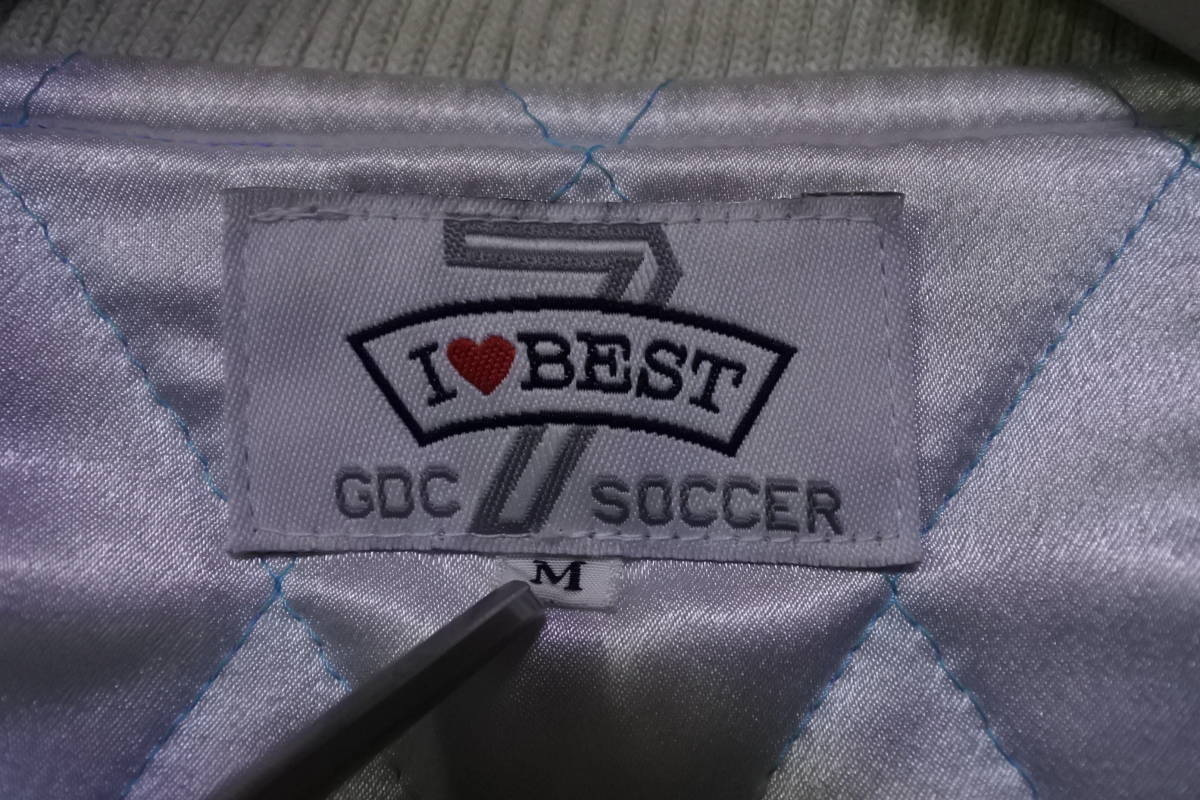 7
I ♥ BEST
GDC SOCCER
M